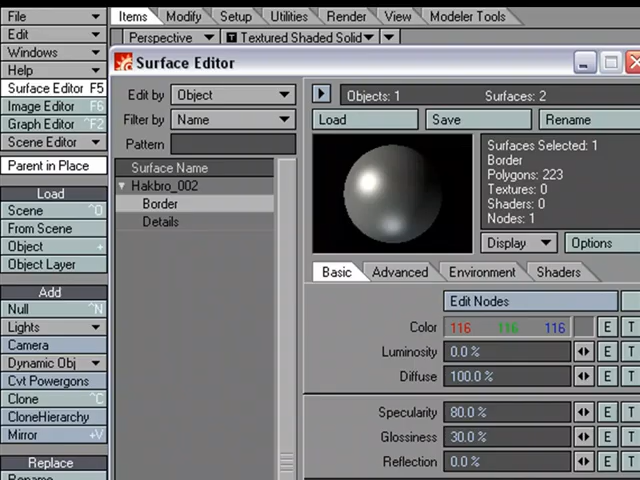 File Items Modify Setup Utilities Render View Modeler Tools
Edit Perspective Textured Shaded Solid
Windows Surface Editor
Help
Surface Editor F5 Edit by Object Objects: 1 Surfaces: 2
Image Editor F6 Filter by Name Load Save Rename
Graph Editor ^F2
Scene Editor Pattern Surfaces Selected: 1
Parent in Place Surface Name Border
Hakbro_002 Polygons: 223
Load Border Textures: 0
Scene ^O Details Shaders: 0
From Scene Nodes: 1
Object + Display Options
Object Layer Basic Advanced Environment Shaders
Add Edit Nodes
Null ^N Color 116 116 116 E T
Lights Luminosity 0.0 % E T
Camera Diffuse 100.0 % E T
Dynamic Obj
Cvt Powergons Specularity 80.0 % E T
Clone ^C Glossiness 30.0 % E T
CloneHierarchy Reflection 0.0 % E T
Mirror +V
Replace
Rename